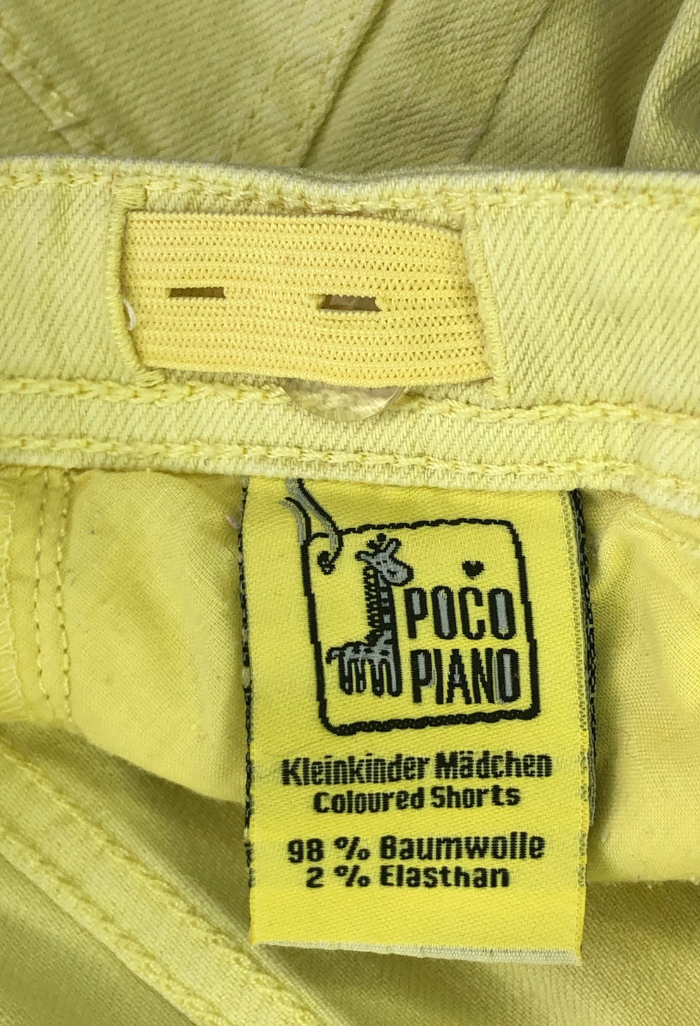 POCO
PIANO
Kleinkinder Mädchen
Coloured Shorts
98 % Baumwolle
2 % Elasthan